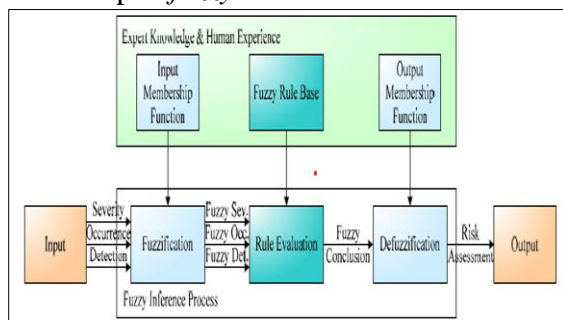 Expert Knowledge & Human Experience
Input
Membership
Function
Fuzzy Rule Base
Output
Membership
Function
Input
Severity
Occurrence
Detection
Fuzzification
Fuzzy Sev.
Fuzzy Occ.
Fuzzy Det.
Rule Evaluation
Fuzzy
Conclusion
Defuzzification
Risk
Assessment
Output
Fuzzy Inference Process